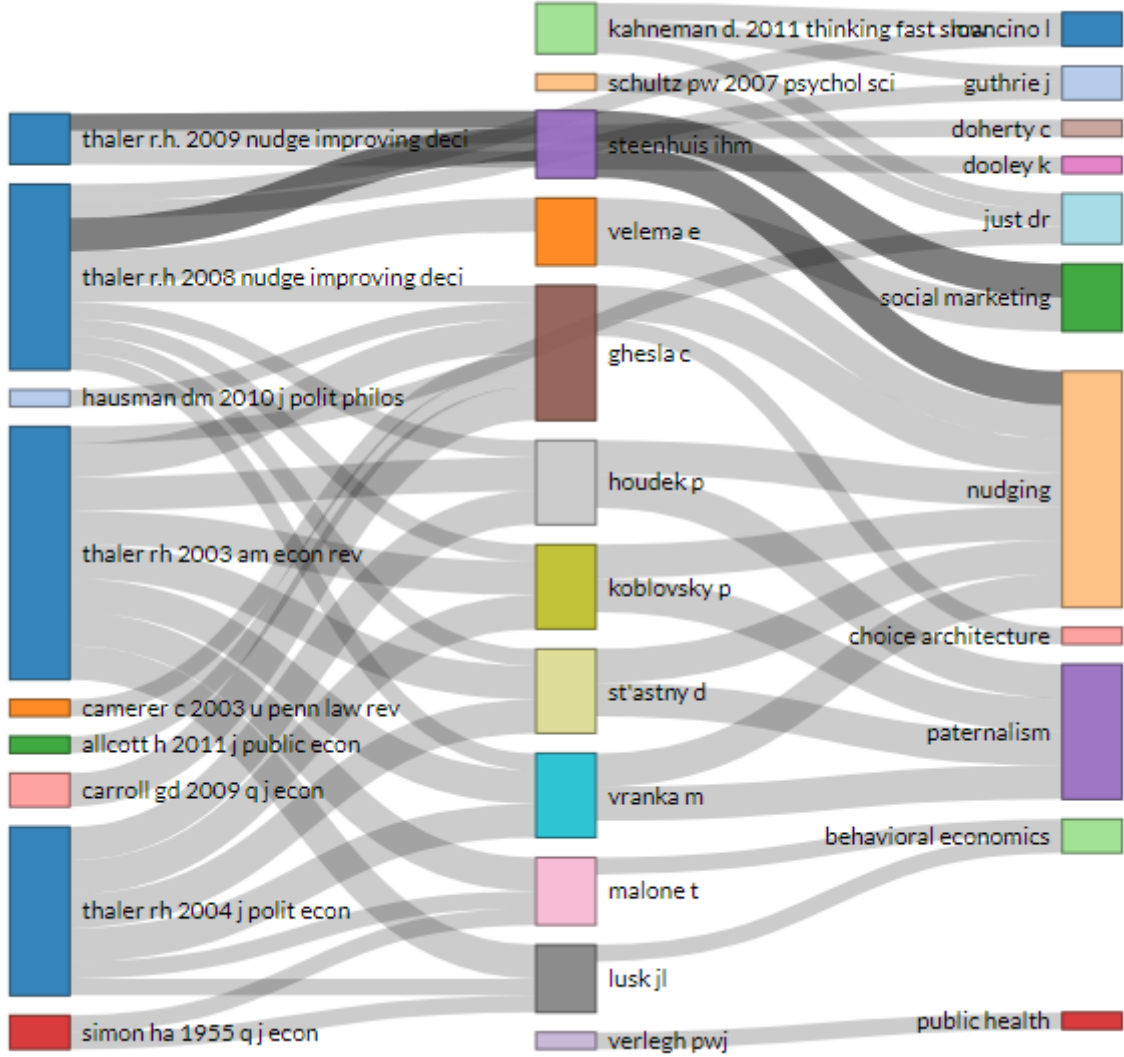 thaler r.h. 2009 nudge improving deci
thaler r.h 2008 nudge improving deci
hausman dm 2010 j polit philos
thaler rh 2003 am econ rev
camerer c 2003 u penn law rev
allcott h 2011 j public econ
carroll gd 2009 q j econ
thaler rh 2004 j polit econ
simon ha 1955 q j econ
kahneman d. 2011 thinking fast slow
schultz pw 2007 psychol sci
steenhuis ihm
velema e
ghesla c
houdek p
koblovsky p
st'astny d
vranka m
malone t
lusk jl
verlegh pwj
mancino l
guthrie j
doherty c
dooley k
just dr
social marketing
nudging
choice architecture
paternalism
behavioral economics
public health